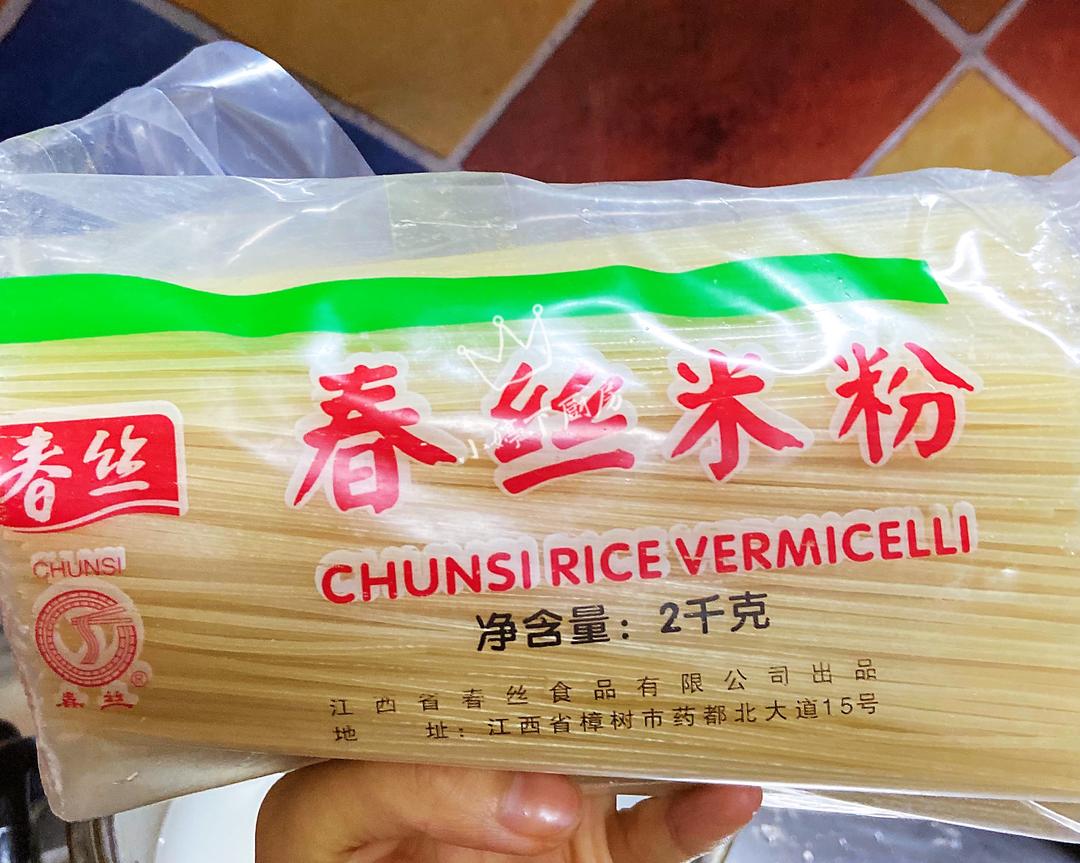 春丝米粉
春丝
CHUNSI RICE VERMICELLI
CHUNSI
净含量：2千克
春丝
江西省春丝食品有限公司出品
地址：江西省樟树市药都北大道15号